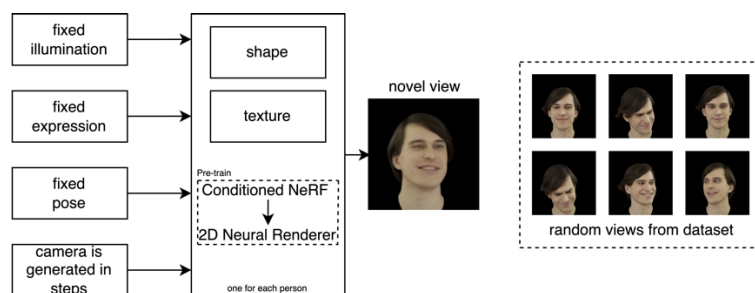 fixed
illumination
fixed
expression
fixed
pose
camera is
generated in
steps
shape
texture
Pre-train
Conditioned NeRF
2D Neural Renderer
one for each person
novel view
random views from dataset